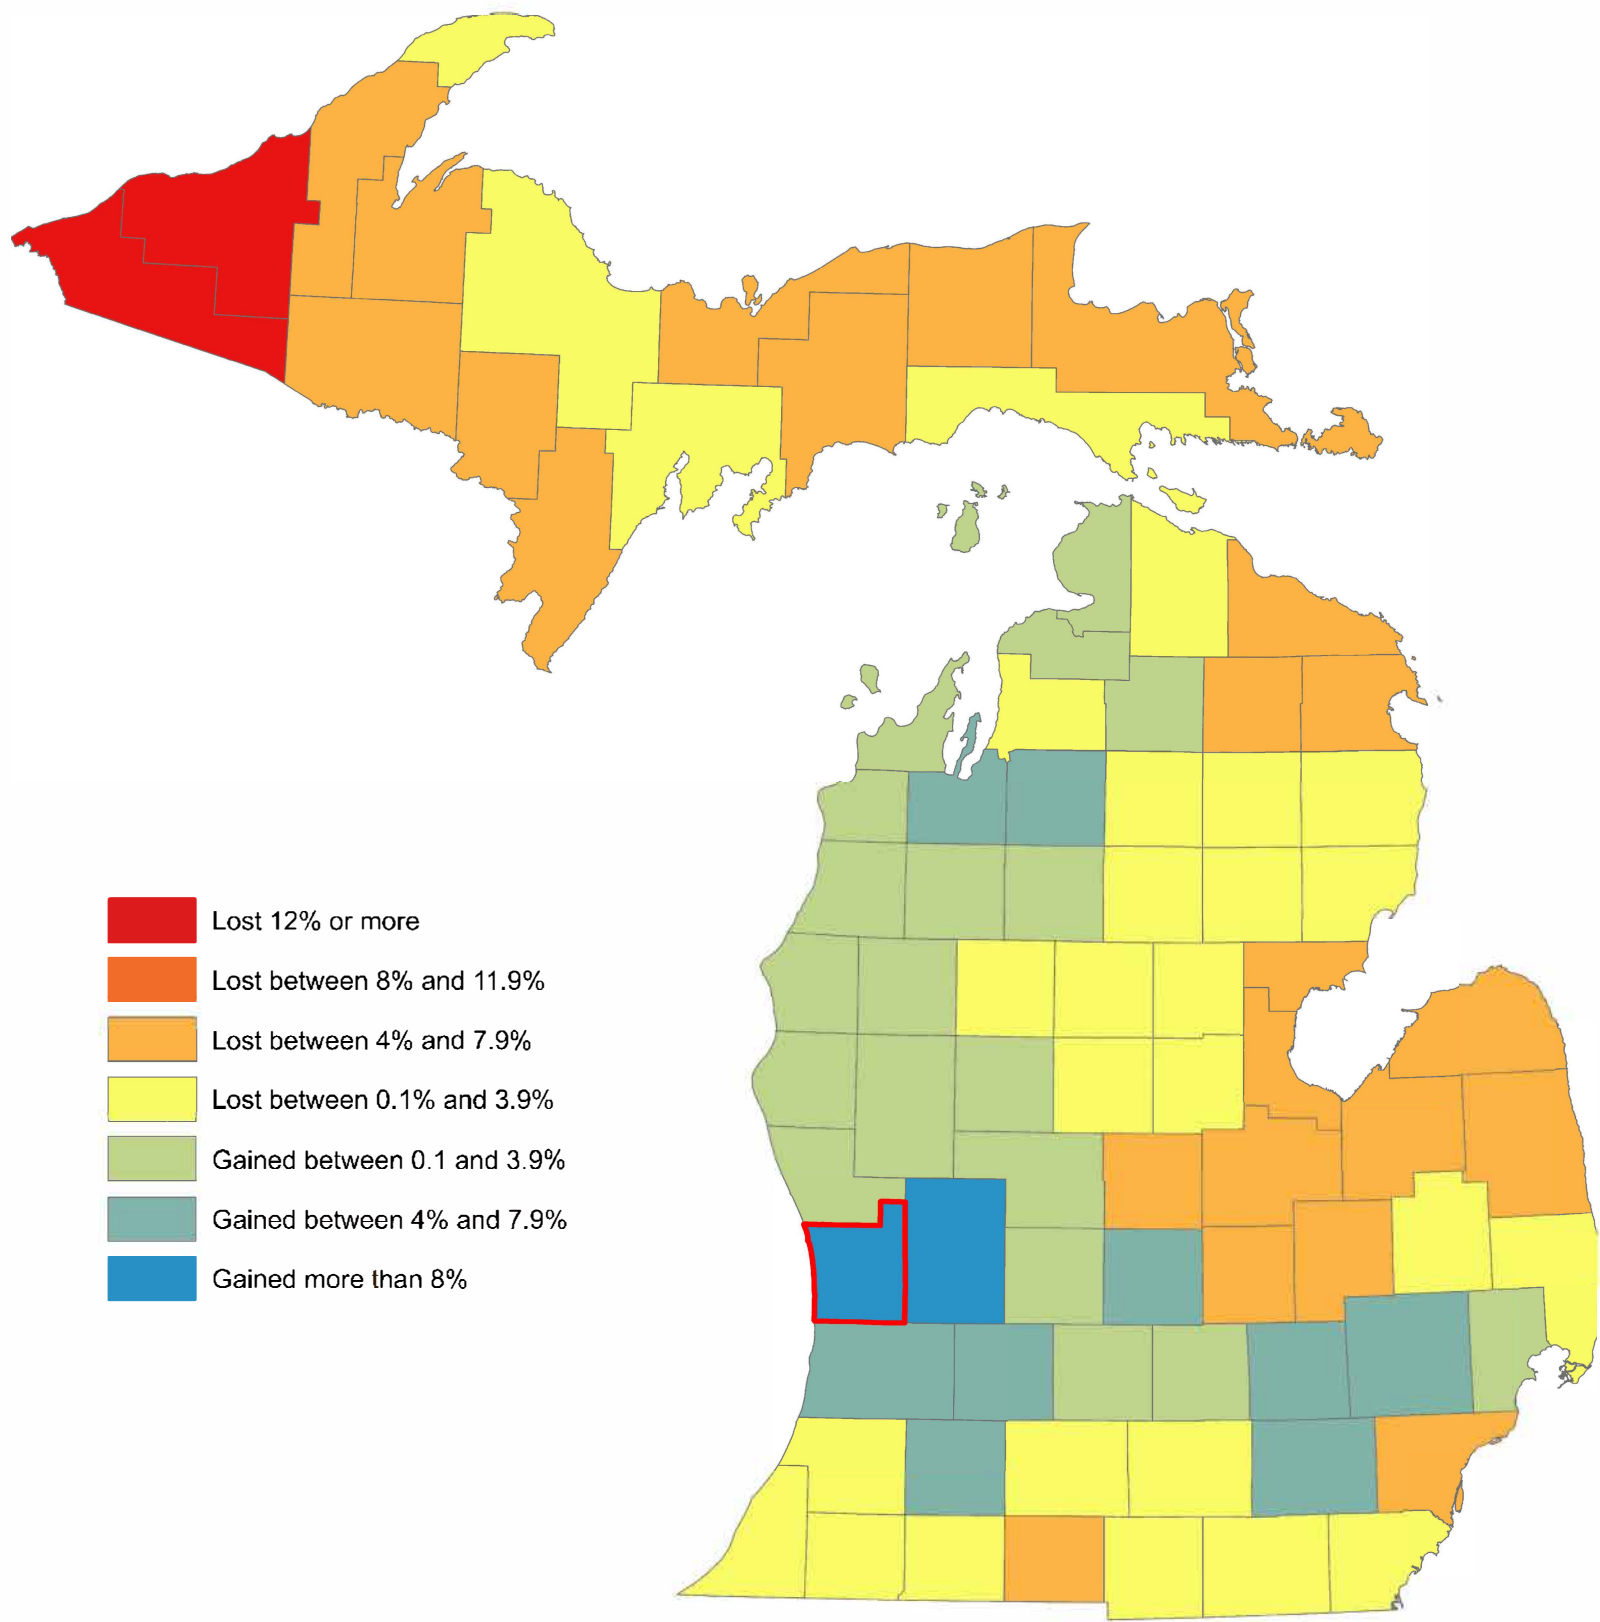 Lost 12% or more
Lost between 8% and 11.9%
Lost between 4% and 7.9%
Lost between 0.1% and 3.9%
Gained between 0.1 and 3.9%
Gained between 4% and 7.9%
Gained more than 8%